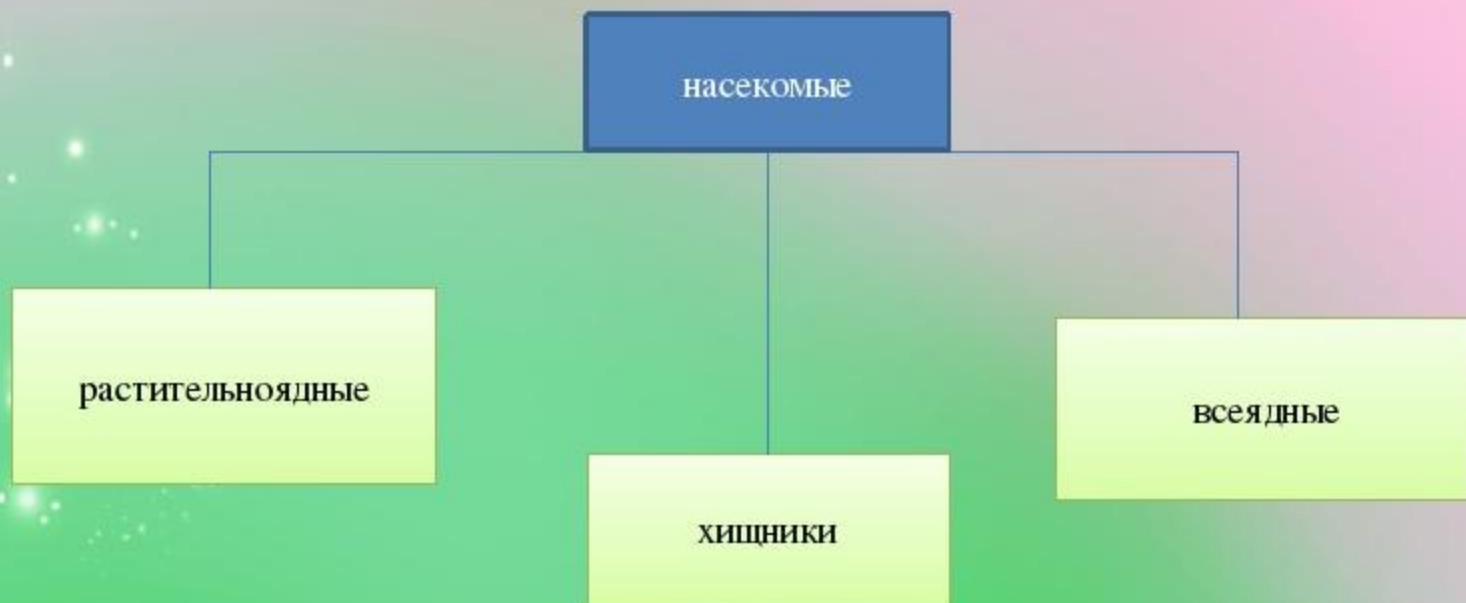 насекомые
растительноядные
всеядные
хищники